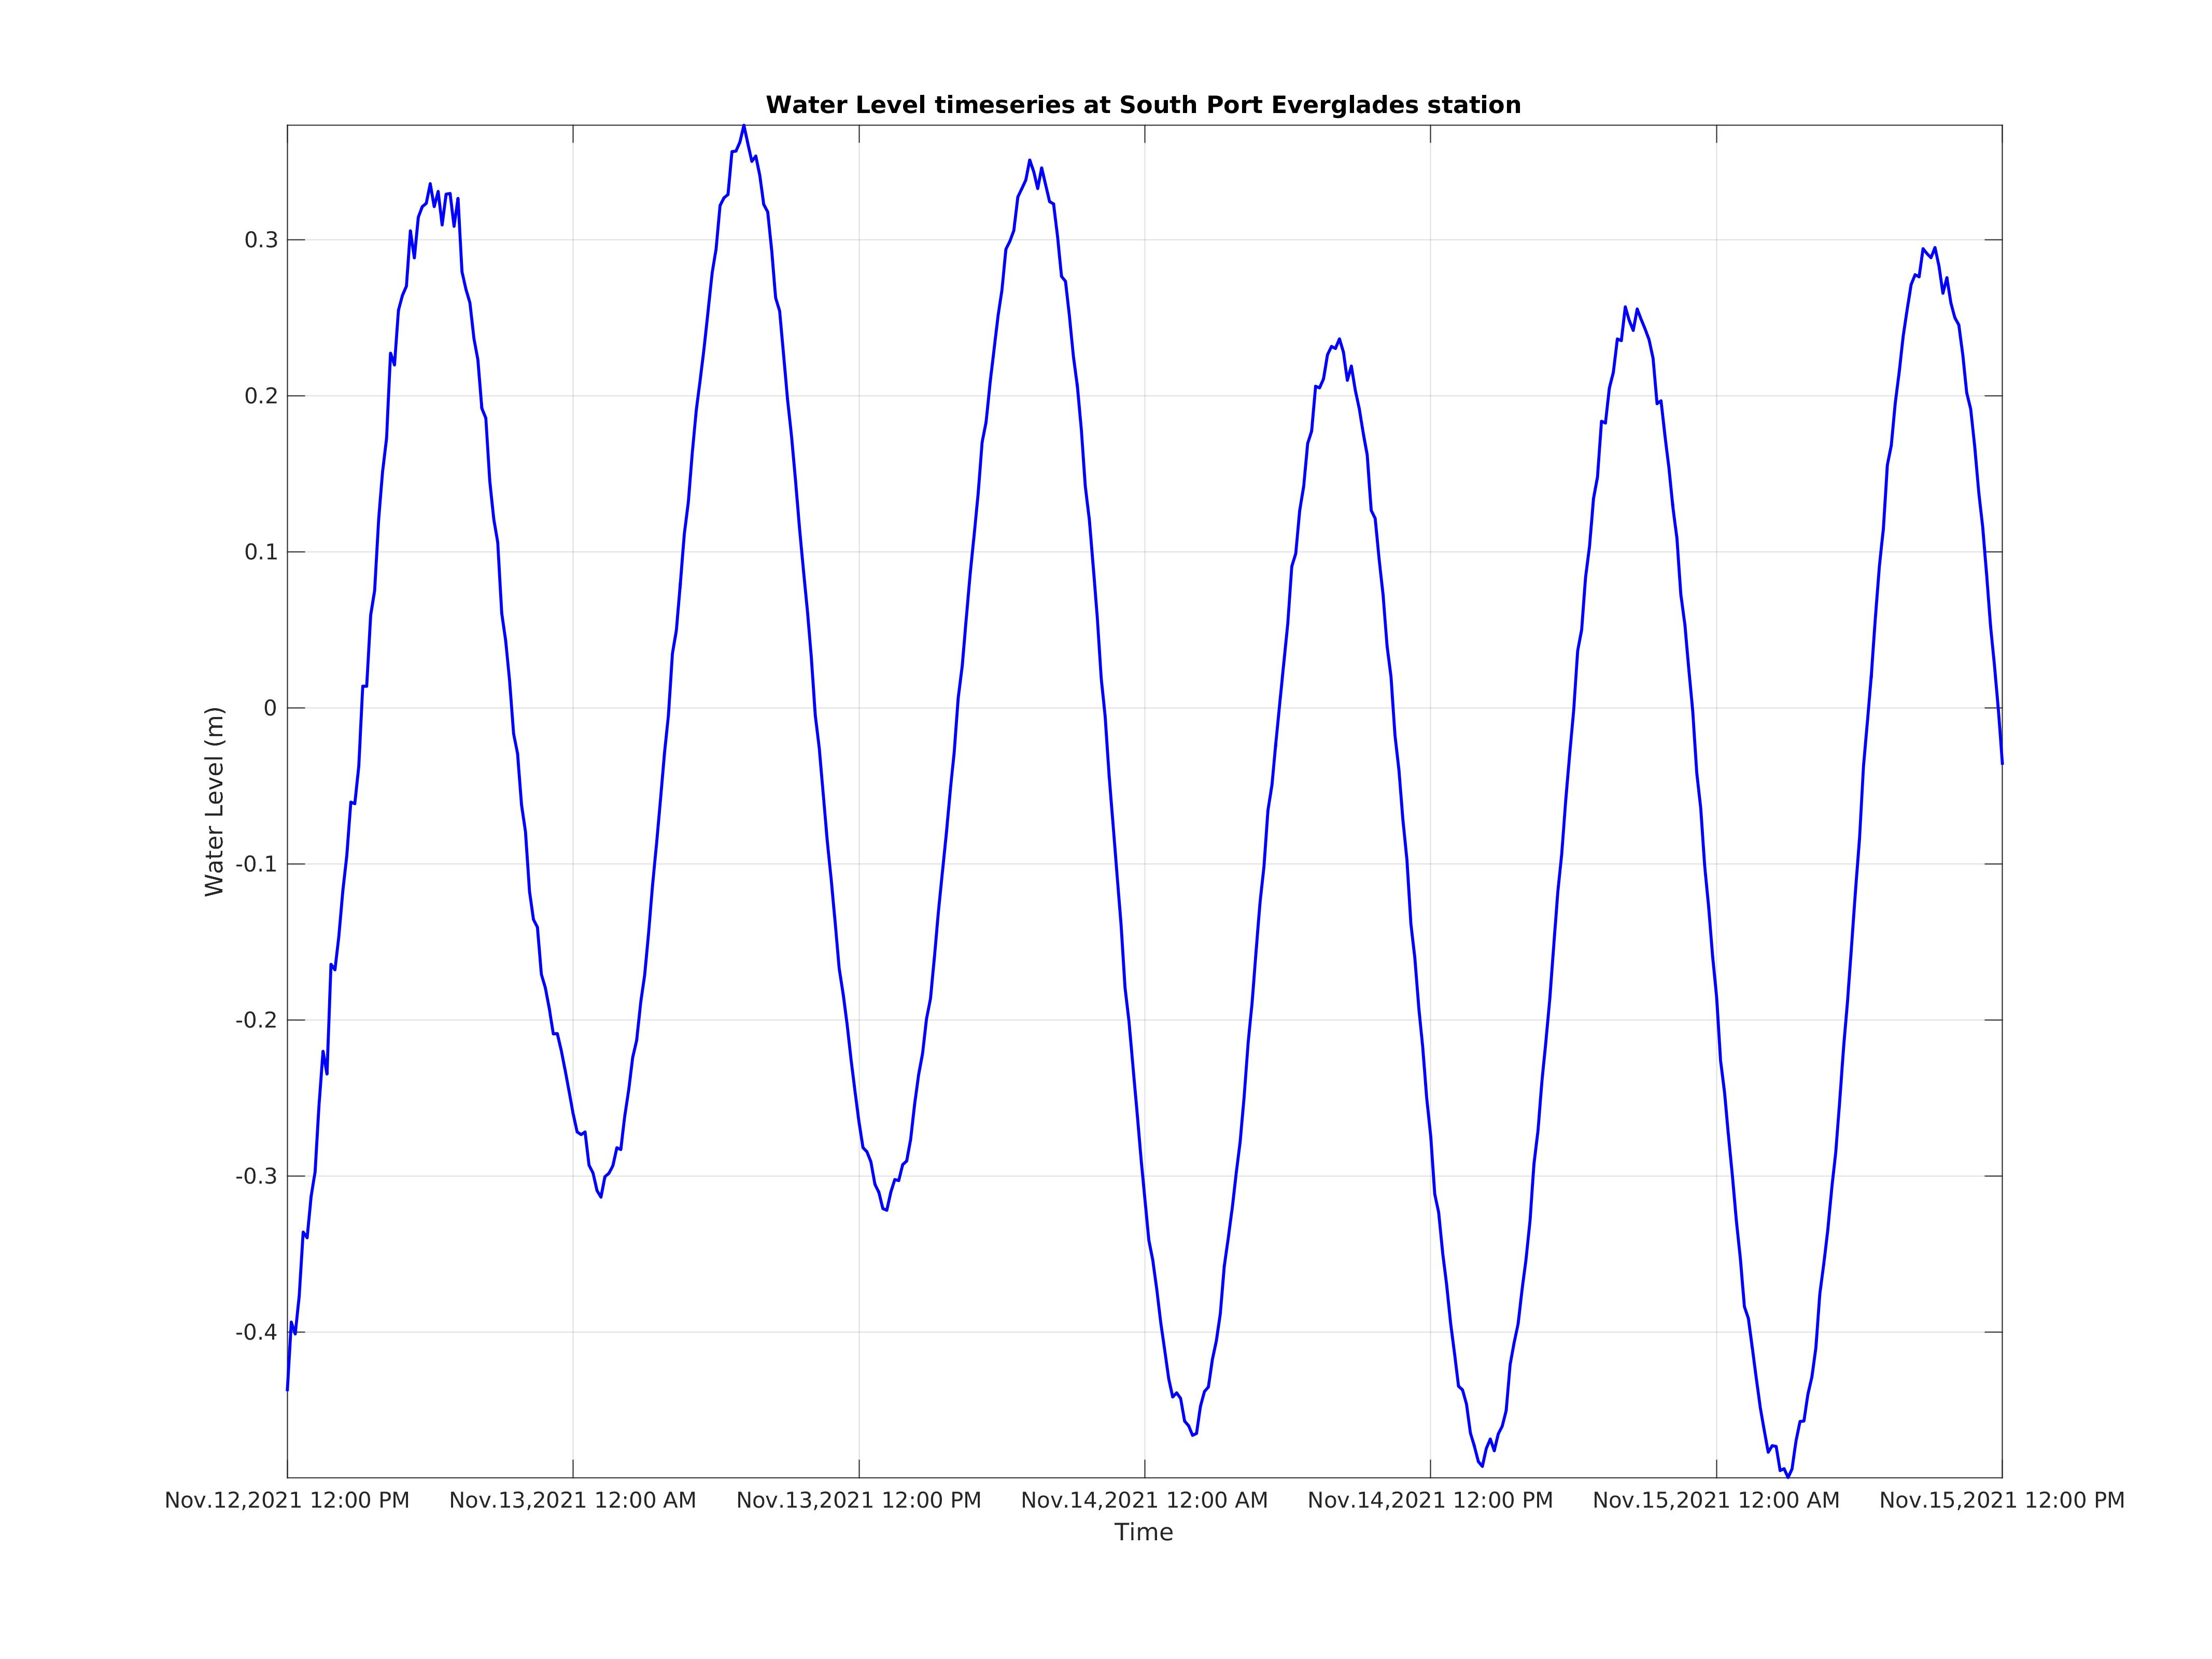 Water Level timeseries at South Port Everglades station
0.3
0.2
0.1
0
-0.1
-0.2
-0.3
-0.4
Water Level (m)
Nov.12,2021 12:00 PM
Nov.13,2021 12:00 AM
Nov.13,2021 12:00 PM
Nov.14,2021 12:00 AM
Nov.14,2021 12:00 PM
Nov.15,2021 12:00 AM
Nov.15,2021 12:00 PM
Time